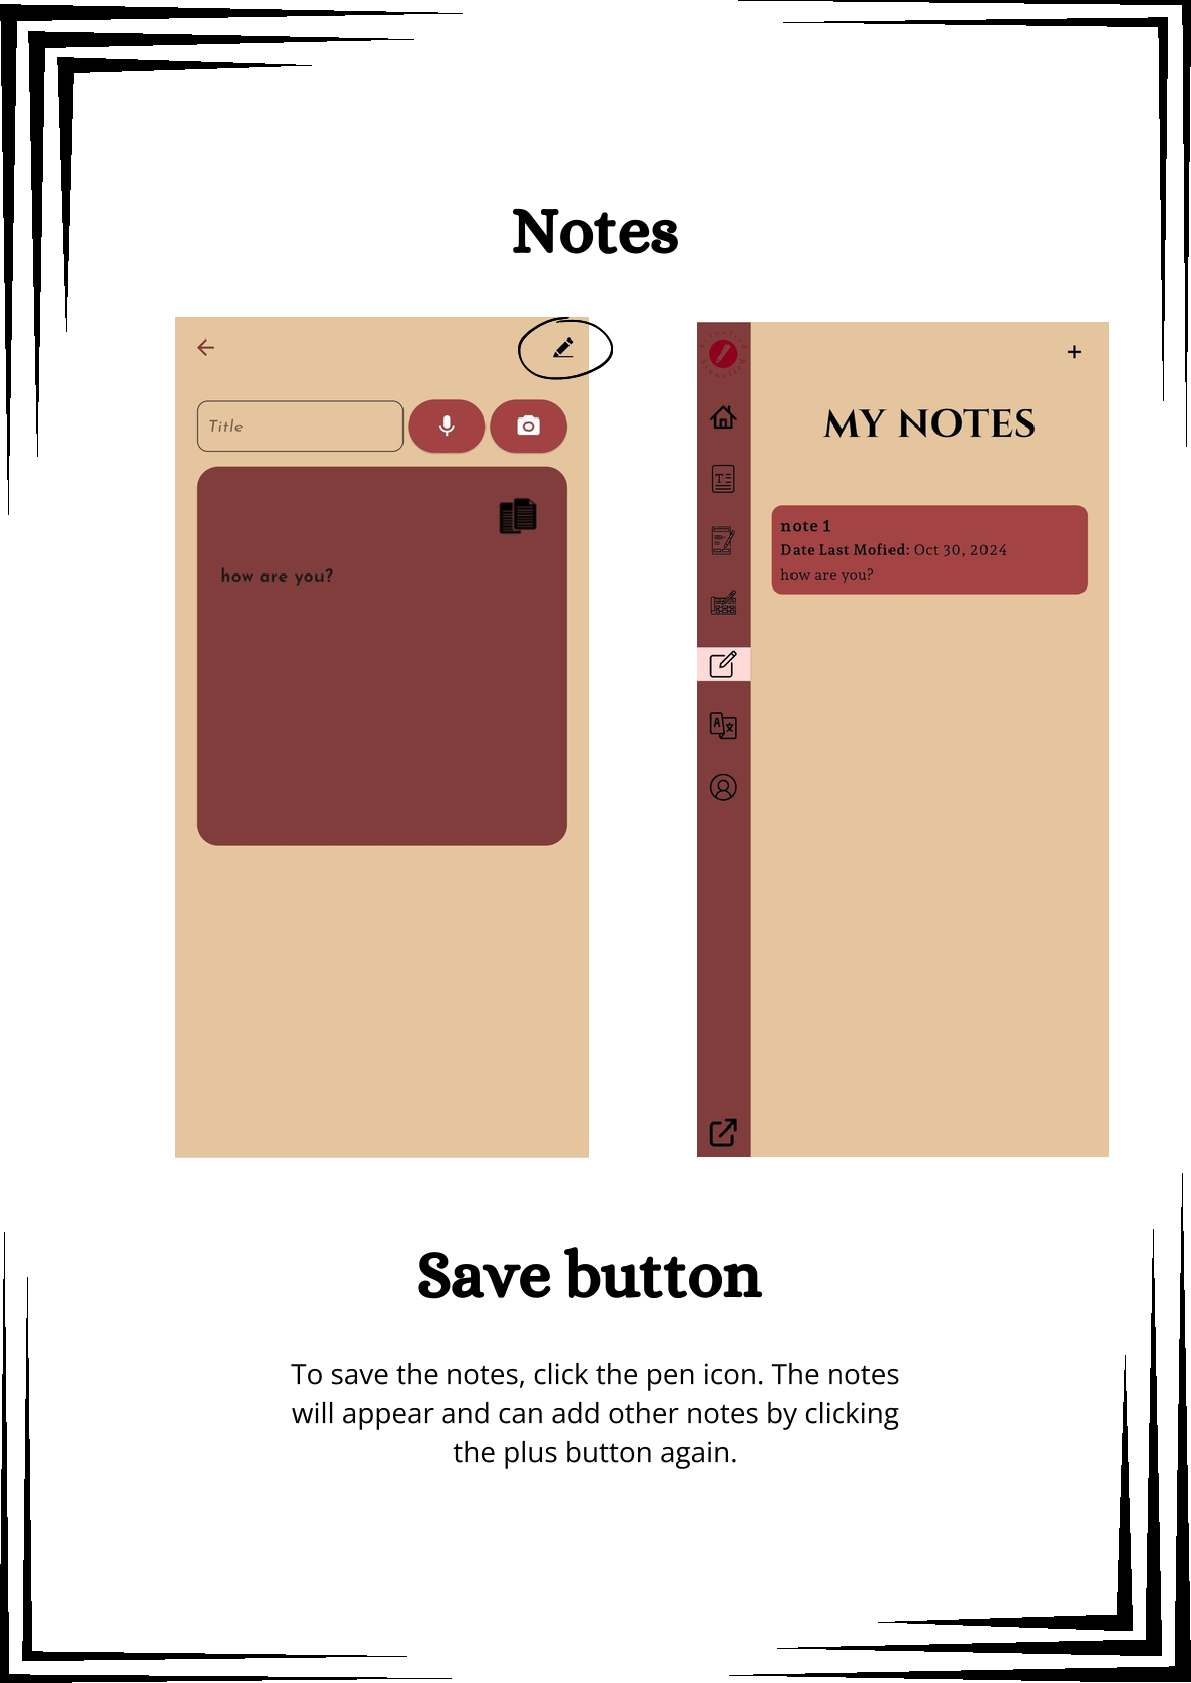 Notes
Title
how are you?
MY NOTES
note 1
Date Last Mofied: Oct 30, 2024
how are you?
Save button
To save the notes, click the pen icon. The notes
will appear and can add other notes by clicking
the plus button again.